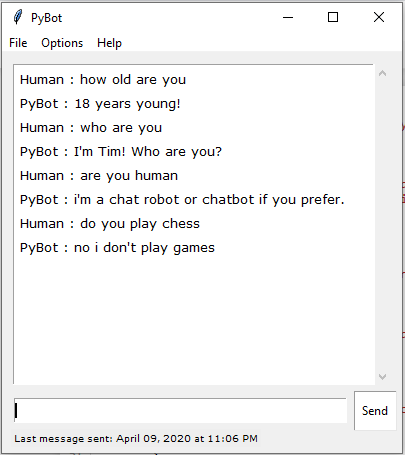 PyBot
File Options Help
Human : how old are you
PyBot : 18 years young!
Human : who are you
PyBot : I'm Tim! Who are you?
Human : are you human
PyBot : i'm a chat robot or chatbot if you prefer.
Human : do you play chess
PyBot : no i don't play games
Send
Last message sent: April 09, 2020 at 11:06 PM